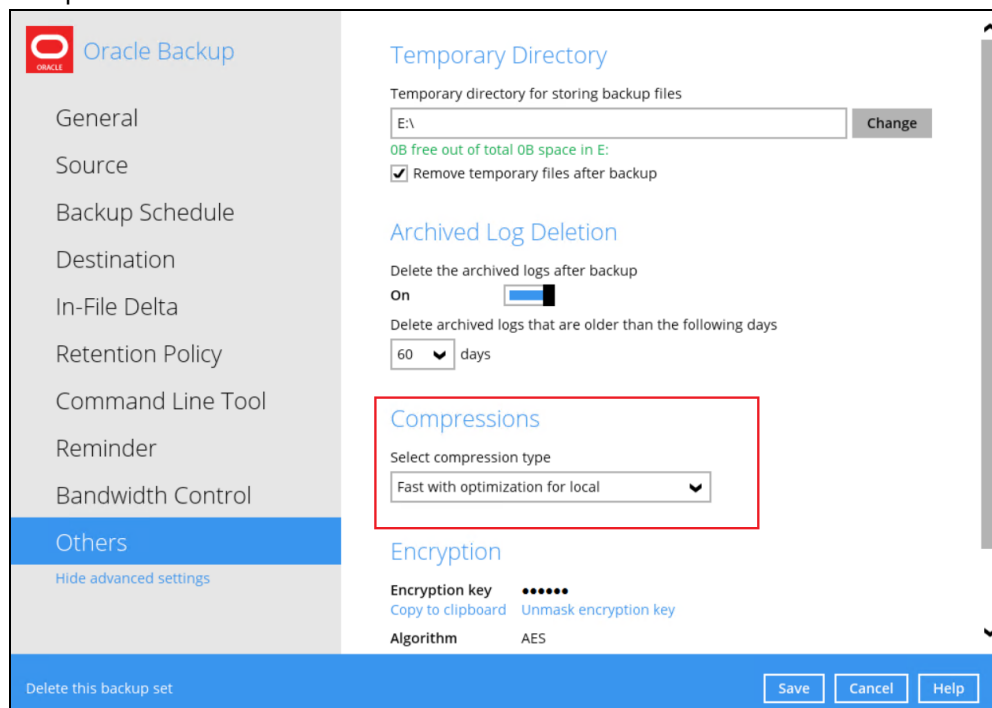 ORACLE
Oracle Backup
General
Source
Backup Schedule
Destination
In-File Delta
Retention Policy
Command Line Tool
Reminder
Bandwidth Control
Others
Hide advanced settings
Temporary Directory
Temporary directory for storing backup files
E:\
Change
0B free out of total 0B space in E:
Remove temporary files after backup
Archived Log Deletion
Delete the archived logs after backup
On
Delete archived logs that are older than the following days
60 days
Compressions
Select compression type
Fast with optimization for local
Encryption
Encryption key ••••••
Copy to clipboard Unmask encryption key
Algorithm AES
Delete this backup set
Save Cancel Help